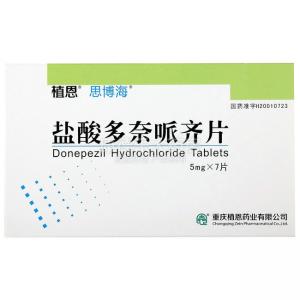 植恩® 思博海®
国药准字H20010723
盐酸多奈哌齐片
Donepezil Hydrochloride Tablets
5mg×7片
重庆植恩药业有限公司
Chongqing Zein Pharmaceutical Co.,Ltd.